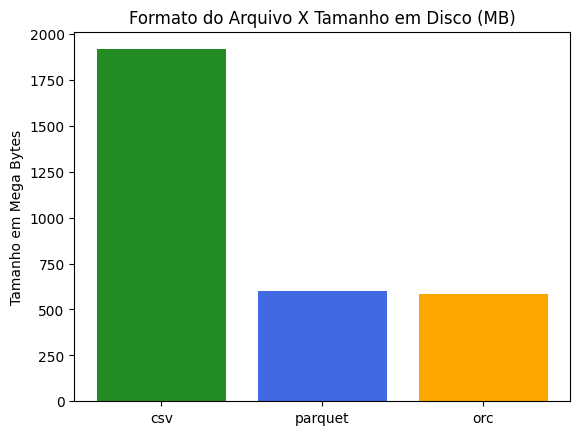 Formato do Arquivo X Tamanho em Disco (MB)
Tamanho em Mega Bytes
2000
1750
1500
1250
1000
750
500
250
0
csv
parquet
orc